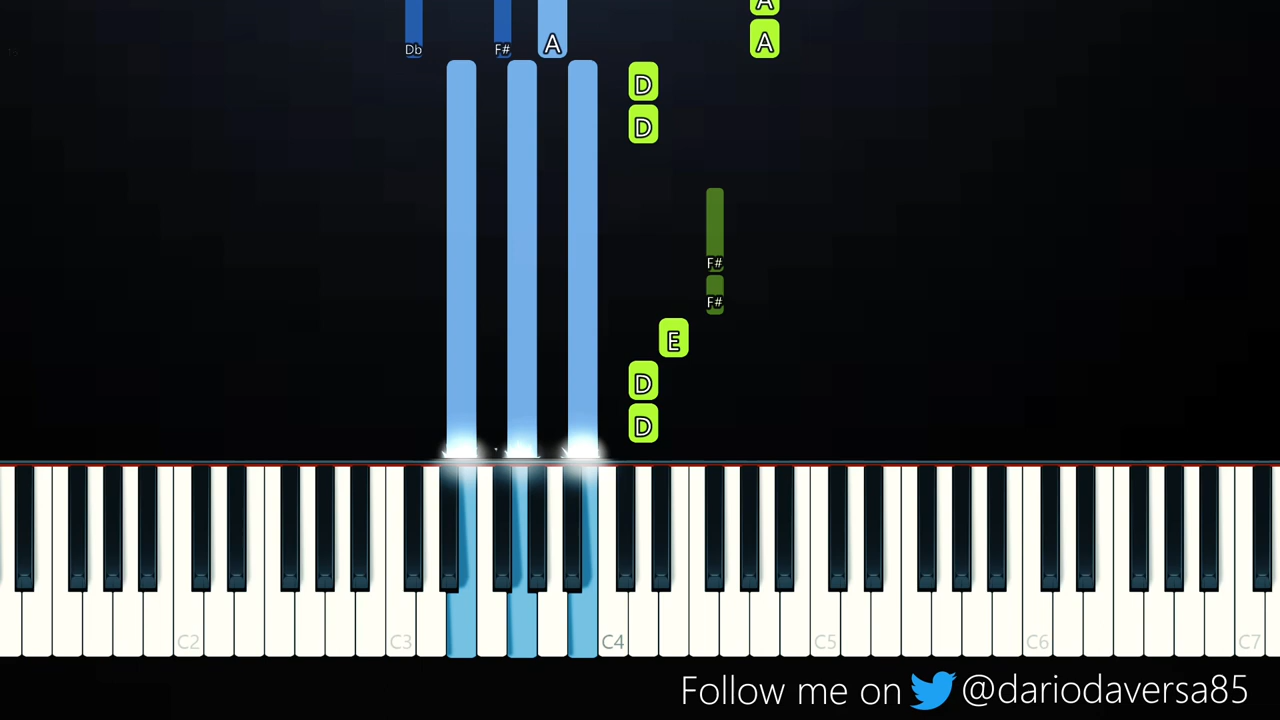 A
Db F# A A
D
D
F#
F#
E
D
D
C2 C3 C4 C5 C6 C7
Follow me on @dariodaversa85